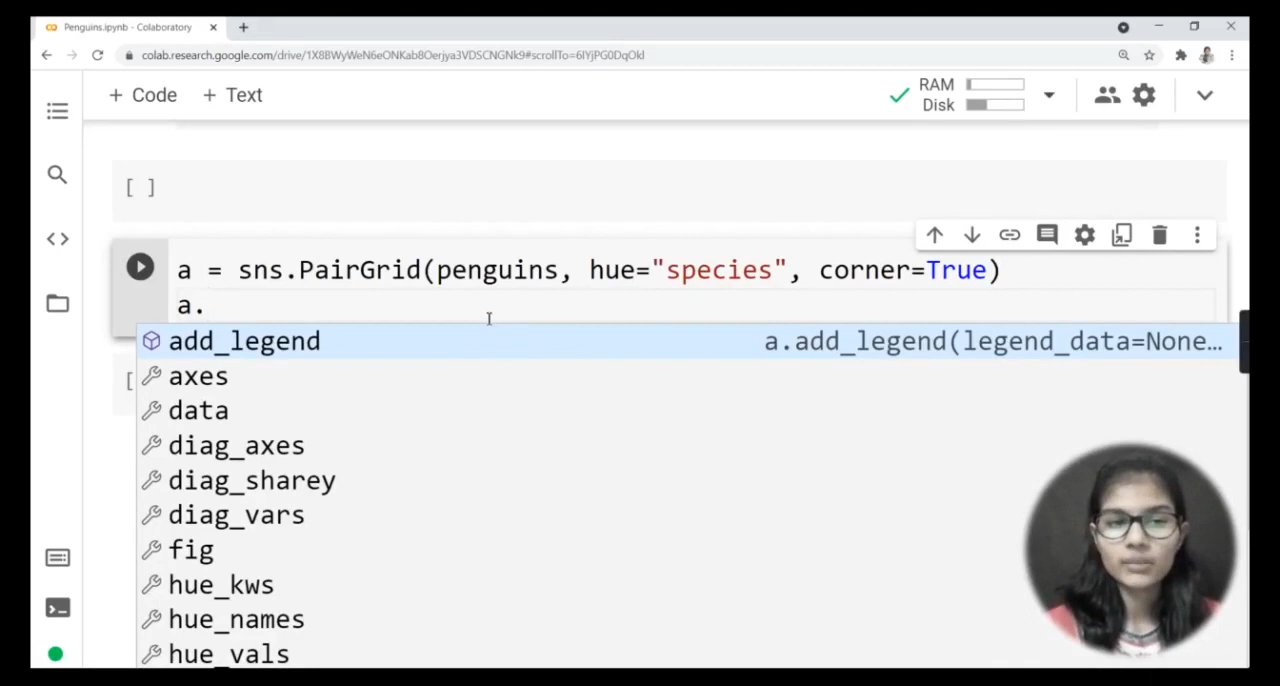 Penguins.ipynb - Colaboratory
colab.research.google.com/drive/1X8BWyWeN6eONKab8Oerjya3VDSCNGNk9#scrollTo=6IYjPG0DqOkl
+ Code + Text
RAM
Disk
[ ]
a = sns.PairGrid(penguins, hue="species", corner=True)
a.
add_legend a.add_legend(legend_data=None…
axes
data
diag_axes
diag_sharey
diag_vars
fig
hue_kws
hue_names
hue_vals